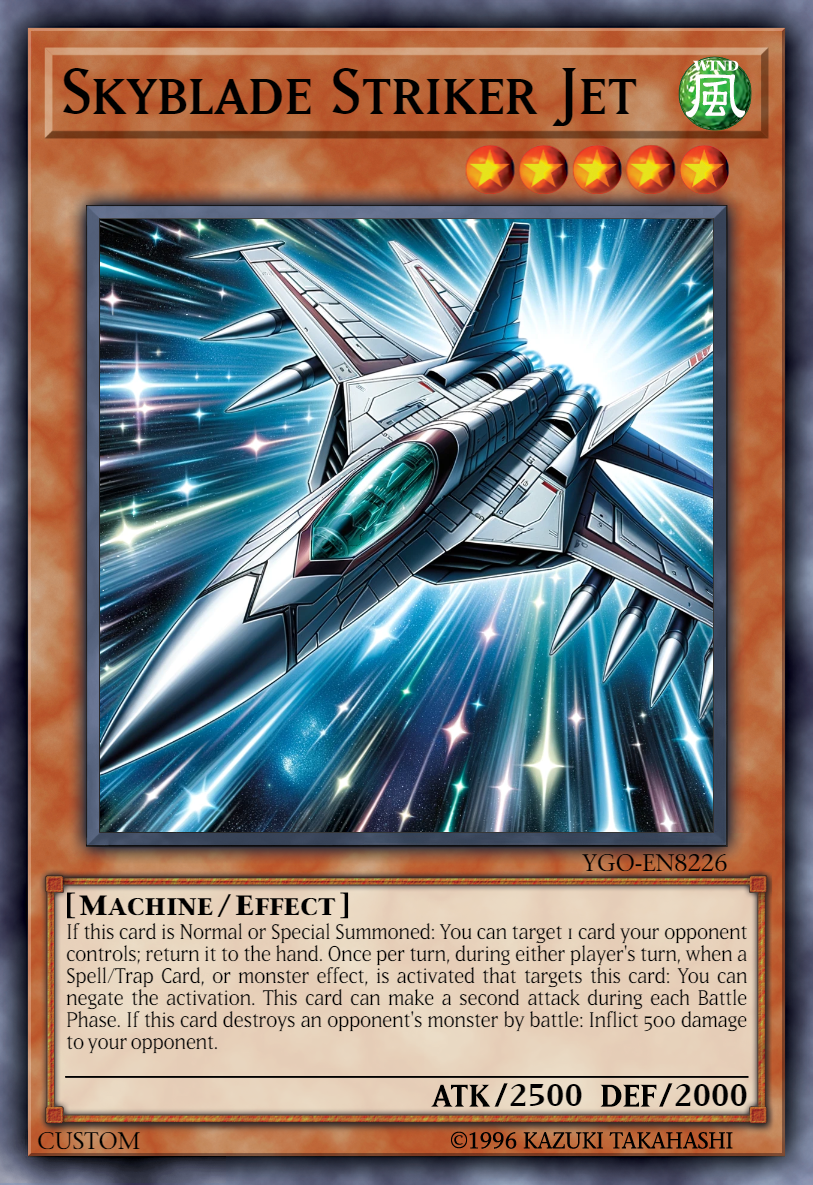 Skyblade Striker Jet
WIND
風
YGO-EN8226
[Machine/Effect]
If this card is Normal or Special Summoned: You can target 1 card your opponent
controls; return it to the hand. Once per turn, during either player's turn, when a
Spell/Trap Card, or monster effect, is activated that targets this card: You can
negate the activation. This card can make a second attack during each Battle
Phase. If this card destroys an opponent's monster by battle: Inflict 500 damage
to your opponent.
ATK/2500 DEF/2000
CUSTOM
©1996 KAZUKI TAKAHASHI